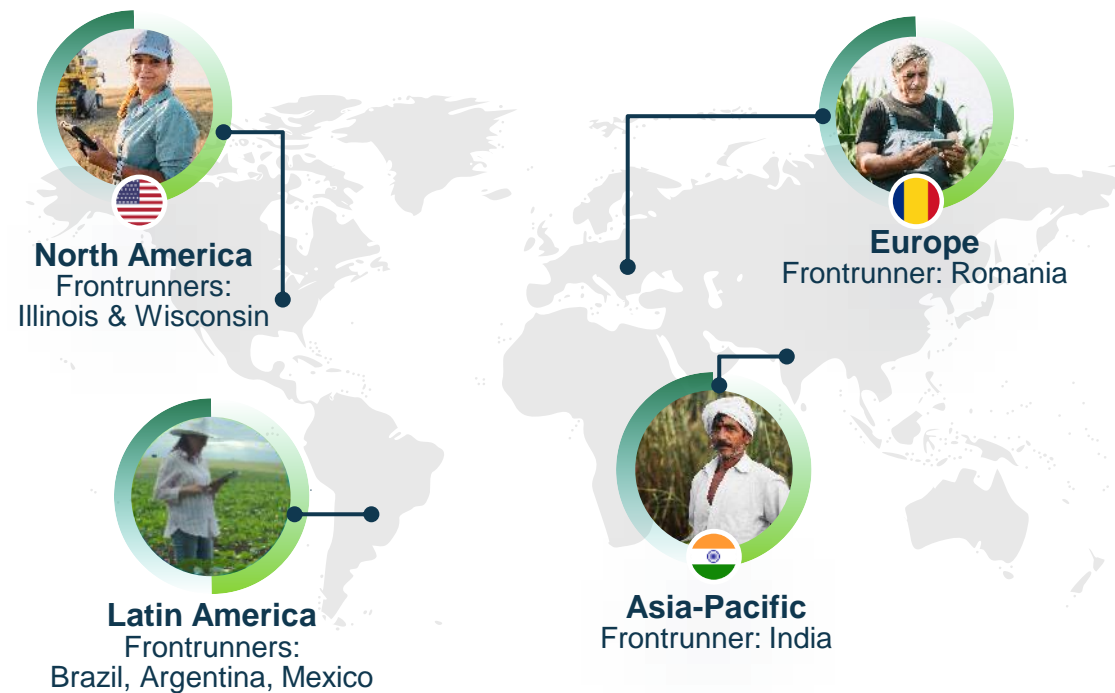 North America
Frontrunners:
Illinois & Wisconsin
Europe
Frontrunner: Romania
Latin America
Frontrunners:
Brazil, Argentina, Mexico
Asia-Pacific
Frontrunner: India